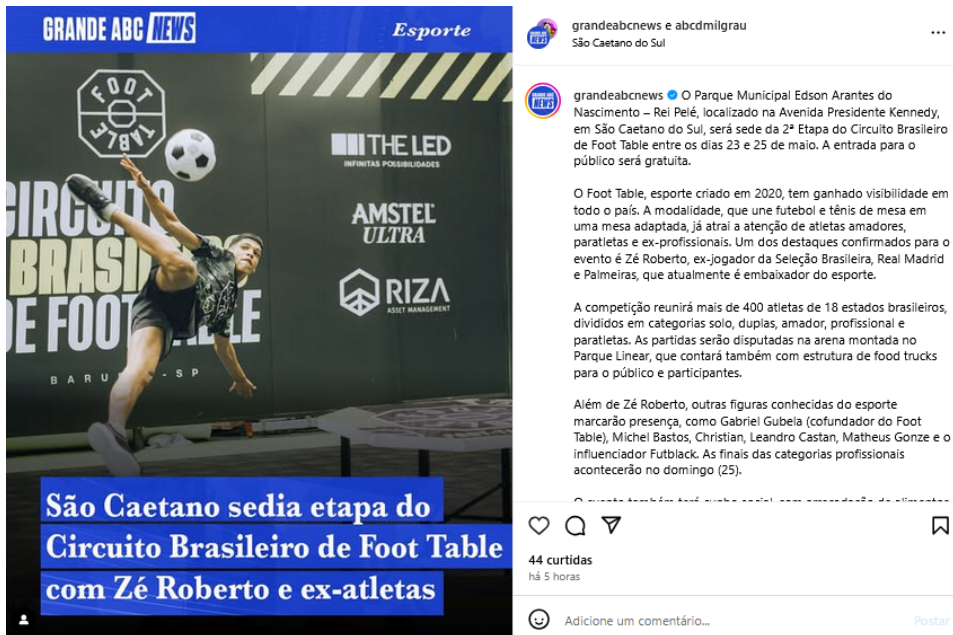 GRANDE ABC NEWS
Esporte
FOOT
TABLE
THE LED
INFINITAS POSSIBILIDADES
CIRCUITO
AMSTEL
ULTRA
RIZA
ASSET MANAGEMENT
DE FOOT
- SP
São Caetano sedia etapa do
Circuito Brasileiro de Foot Table
com Zé Roberto e ex-atletas
grandeabcnews e abcdmilgrau
São Caetano do Sul
GRANDE ABC
NEWS
grandeabcnews O Parque Municipal Edson Arantes do
Nascimento – Rei Pelé, localizado na Avenida Presidente Kennedy,
em São Caetano do Sul, será sede da 2ª Etapa do Circuito Brasileiro
de Foot Table entre os dias 23 e 25 de maio. A entrada para o
público será gratuita.
O Foot Table, esporte criado em 2020, tem ganhado visibilidade em
todo o país. A modalidade, que une futebol e tênis de mesa em
uma mesa adaptada, já atrai a atenção de atletas amadores,
paratletas e ex-profissionais. Um dos destaques confirmados para o
evento é Zé Roberto, ex-jogador da Seleção Brasileira, Real Madrid
e Palmeiras, que atualmente é embaixador do esporte.
A competição reunirá mais de 400 atletas de 18 estados brasileiros,
divididos em categorias solo, duplas, amador, profissional e
paratletas. As partidas serão disputadas na arena montada no
Parque Linear, que contará também com estrutura de food trucks
para o público e participantes.
Além de Zé Roberto, outras figuras conhecidas do esporte
marcarão presença, como Gabriel Gubela (cofundador do Foot
Table), Michel Bastos, Christian, Leandro Castan, Matheus Gonze e o
influenciador Futblack. As finais das categorias profissionais
acontecerão no domingo (25).
44 curtidas
há 5 horas
Adicione um comentário...
Postar